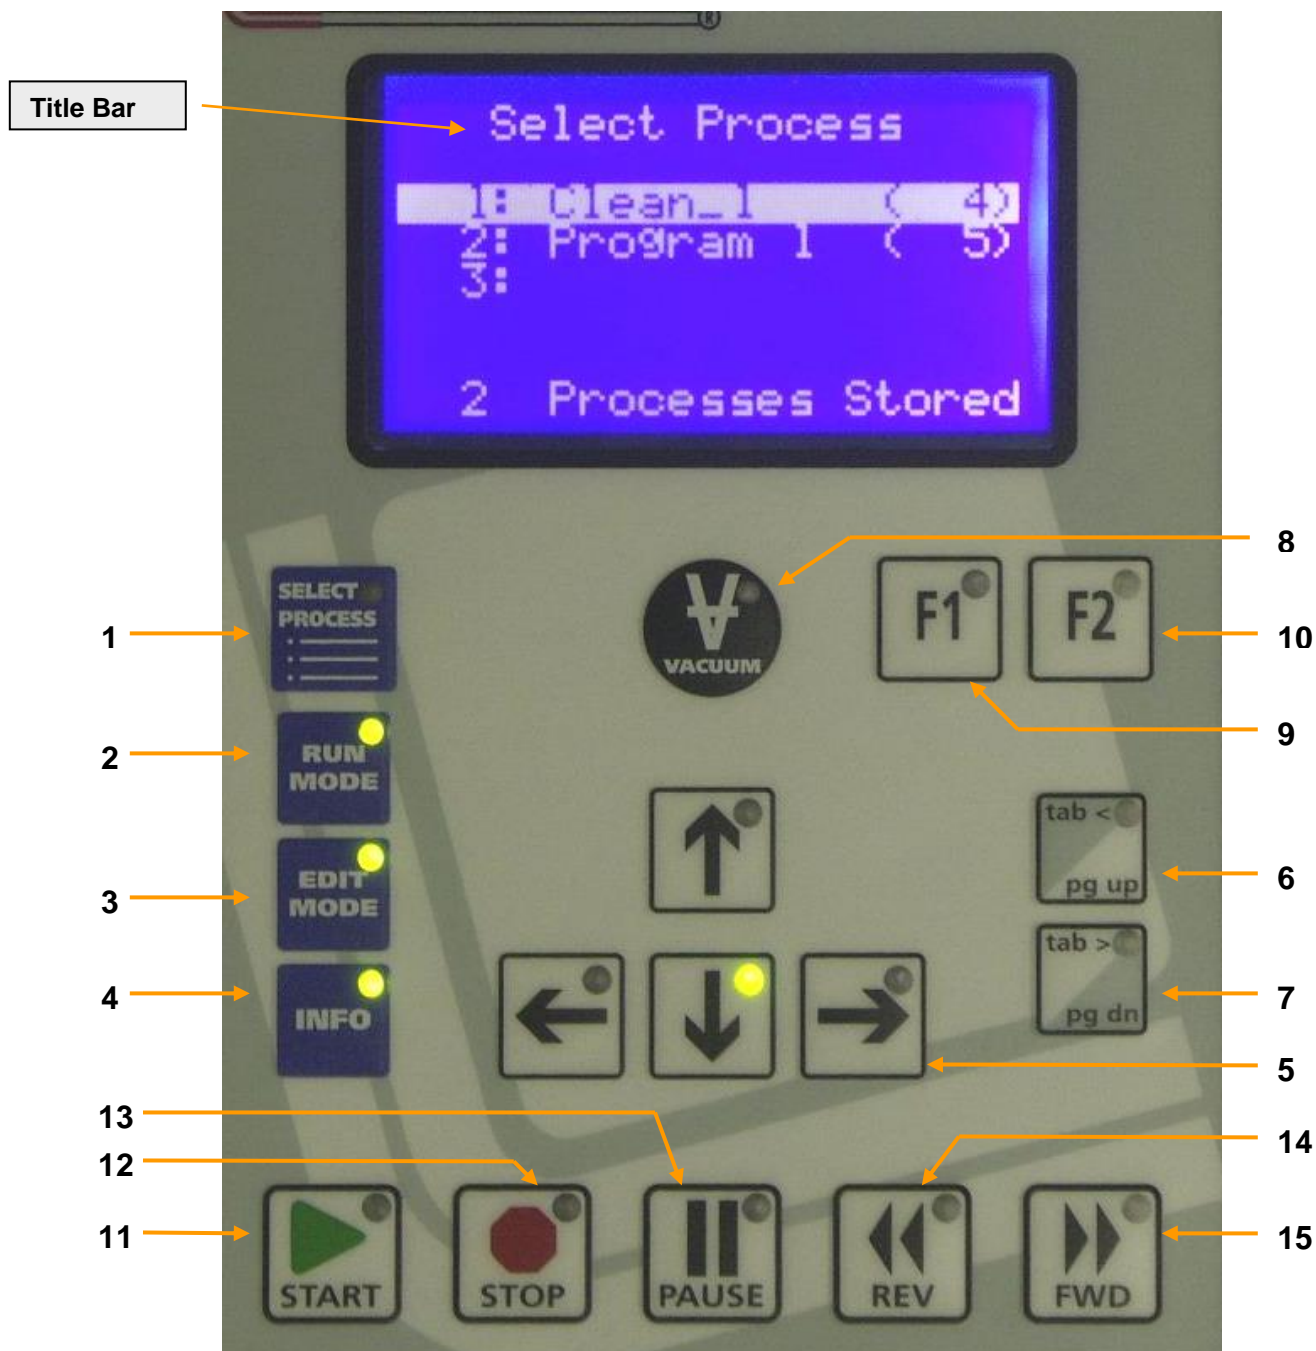 ®
Title Bar
Select Process
1: Clean_1 ( 4)
2: Program 1 ( 5)
3:
2 Processes Stored
8
SELECT
PROCESS
1
VACUUM
F1
F2
10
9
2
RUN
MODE
tab <
pg up
6
3
EDIT
MODE
tab >
pg dn
7
4
INFO
5
13
12
14
11
START
STOP
PAUSE
REV
FWD
15